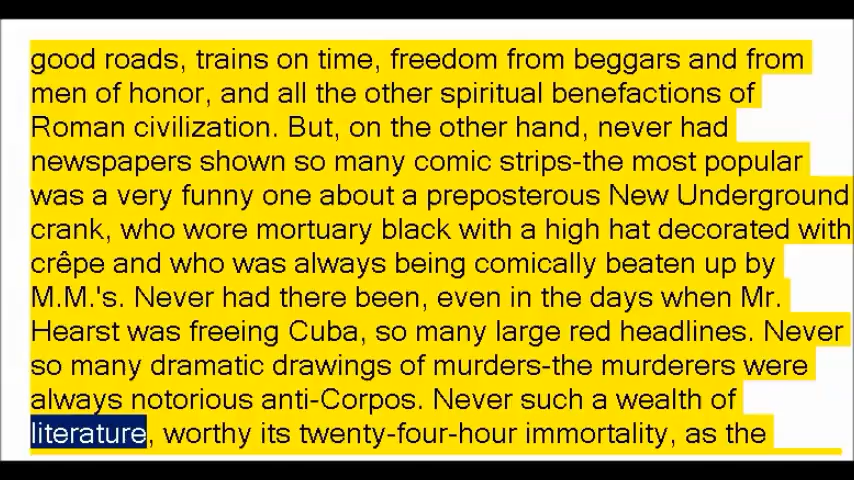 good roads, trains on time, freedom from beggars and from
men of honor, and all the other spiritual benefactions of
Roman civilization. But, on the other hand, never had
newspapers shown so many comic strips-the most popular
was a very funny one about a preposterous New Underground
crank, who wore mortuary black with a high hat decorated with
crêpe and who was always being comically beaten up by
M.M.'s. Never had there been, even in the days when Mr.
Hearst was freeing Cuba, so many large red headlines. Never
so many dramatic drawings of murders-the murderers were
always notorious anti-Corpos. Never such a wealth of
literature, worthy its twenty-four-hour immortality, as the